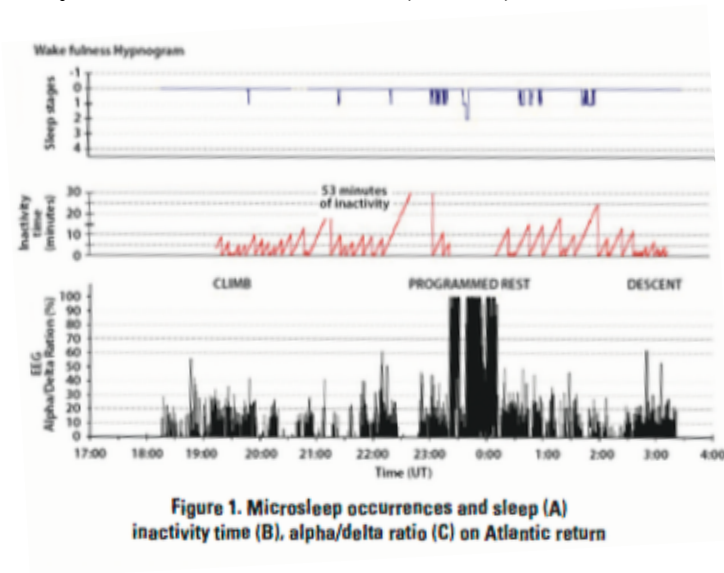 Wakefulness Hypnogram
Sleep stages
-1
0
1
2
3
4
Inactivity
time
(minutes)
30
20
10
0
53 minutes
of inactivity
CLIMB
PROGRAMMED REST
DESCENT
EEG
Alpha/Delta Ration (%)
100
90
80
70
60
50
40
30
20
10
0
17:00 18:00 19:00 20:00 21:00 22:00 23:00 0:00 1:00 2:00 3:00 4:00
Time (UT)
Figure 1. Microsleep occurrences and sleep (A)
inactivity time (B), alpha/delta ratio (C) on Atlantic return